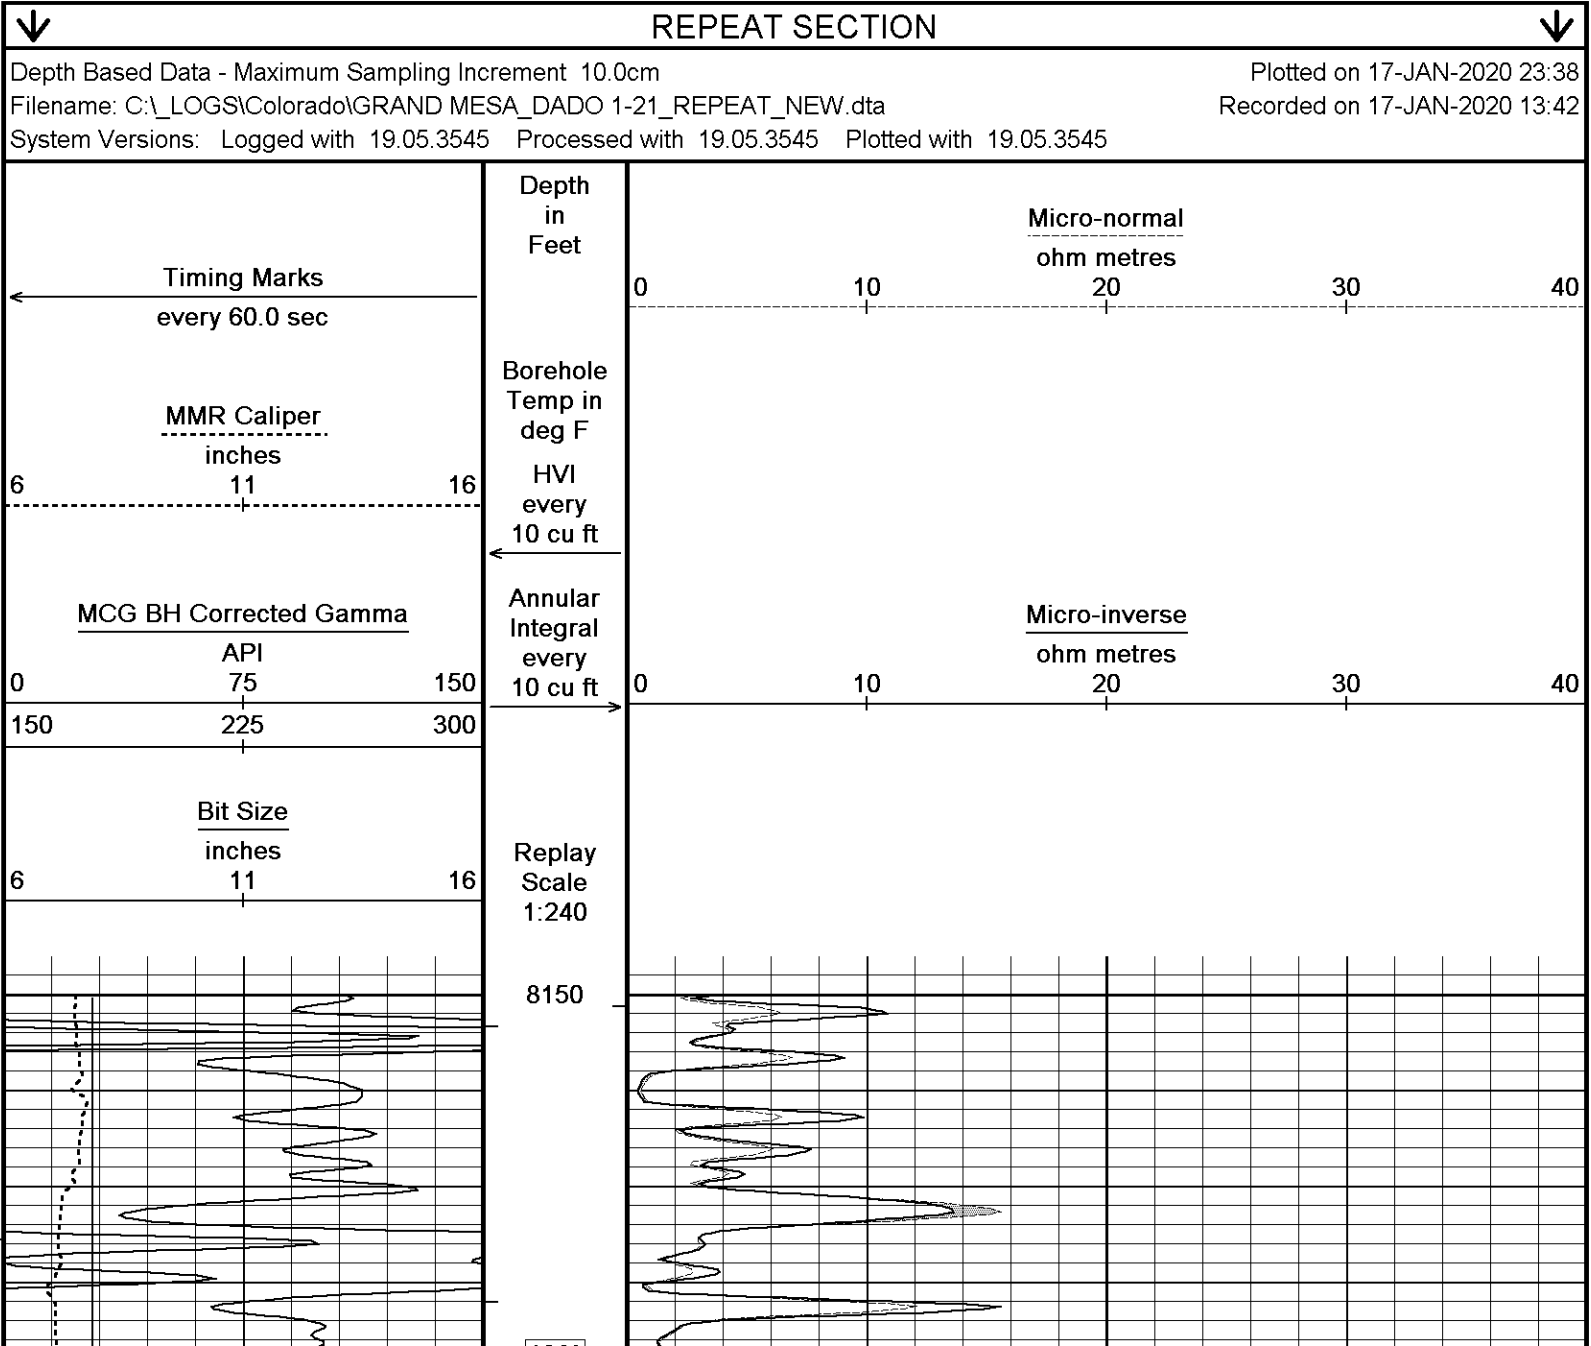 REPEAT SECTION
Depth Based Data - Maximum Sampling Increment 10.0cm
Plotted on 17-JAN-2020 23:38
Filename: C:\_LOGS\Colorado\GRAND MESA_DADO 1-21_REPEAT_NEW.dta
Recorded on 17-JAN-2020 13:42
System Versions: Logged with 19.05.3545 Processed with 19.05.3545 Plotted with 19.05.3545
Timing Marks
every 60.0 sec
MMR Caliper
inches
6 11 16
MCG BH Corrected Gamma
API
0 75 150
150 225 300
Bit Size
inches
6 11 16
Depth
in
Feet
Borehole
Temp in
deg F
HVI
every
10 cu ft
Annular
Integral
every
10 cu ft
Replay
Scale
1:240
8150
Micro-normal
ohm metres
0 10 20 30 40
Micro-inverse
ohm metres
0 10 20 30 40